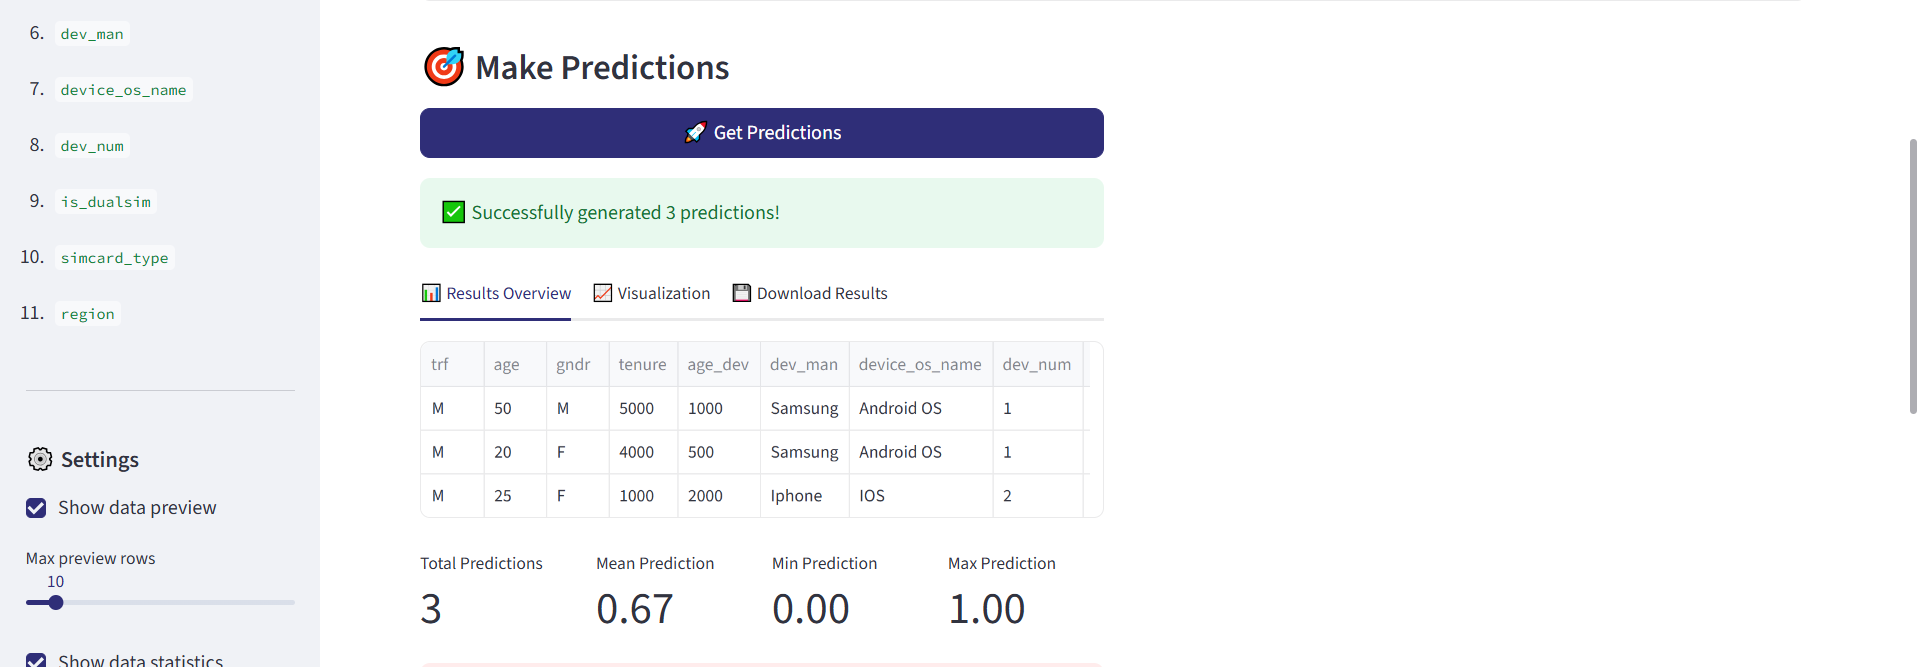 6. dev_man
7. device_os_name
8. dev_num
9. is_dualsim
10. simcard_type
11. region
Settings
Show data preview
Max preview rows
10
Show data statistics
Make Predictions
Get Predictions
Successfully generated 3 predictions!
Results Overview Visualization Download Results
trf age gndr tenure age_dev dev_man device_os_name dev_num
M 50 M 5000 1000 Samsung Android OS 1
M 20 F 4000 500 Samsung Android OS 1
M 25 F 1000 2000 Iphone IOS 2
Total Predictions Mean Prediction Min Prediction Max Prediction
3 0.67 0.00 1.00